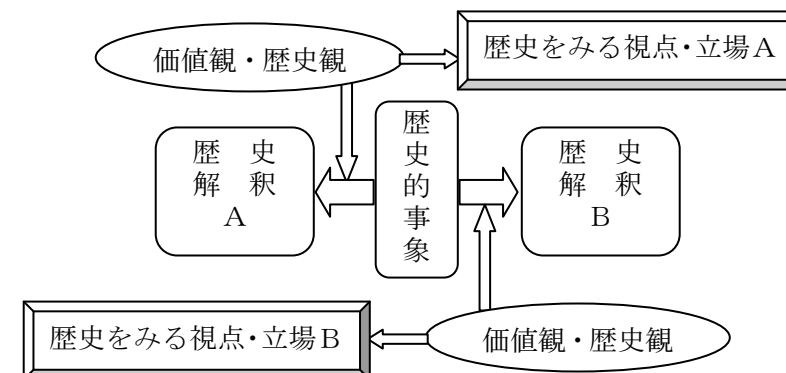 価値観・歴史観
歴史をみる視点・立場A
歴　史
解　釈
A
歴
史
的
事
象
歴　史
解　釈
B
歴史をみる視点・立場B
価値観・歴史観